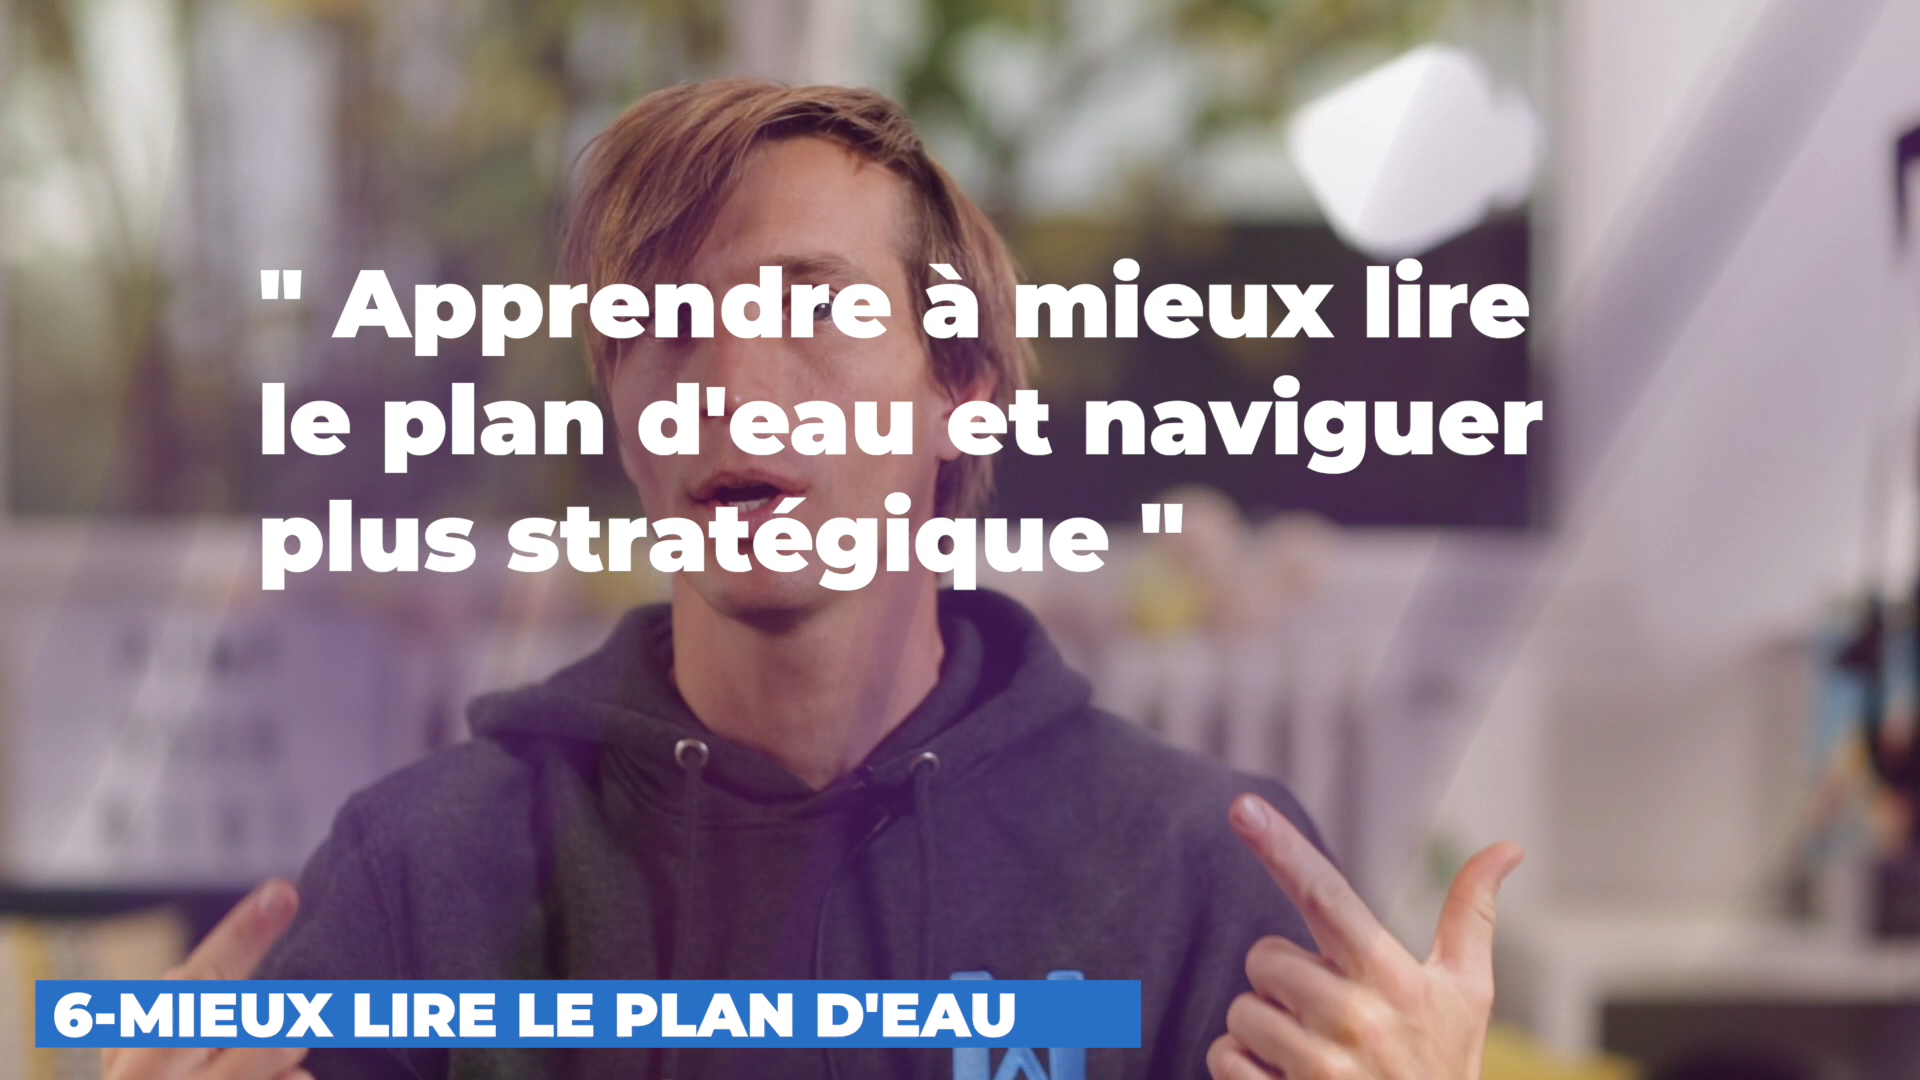 " Apprendre à mieux lire
le plan d'eau et naviguer
plus stratégique "
6-MIEUX LIRE LE PLAN D'EAU